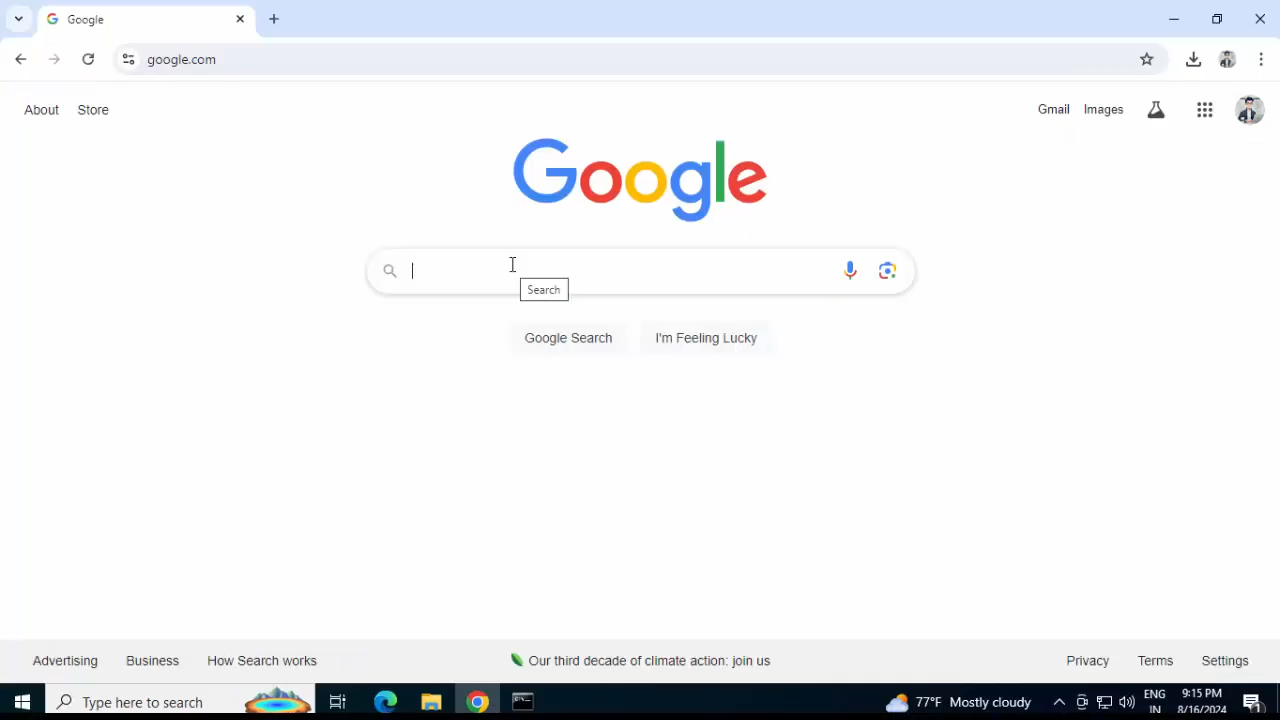 Google
google.com
About
Store
Gmail
Images
Google
Search
Google Search
I'm Feeling Lucky
Advertising
Business
How Search works
Our third decade of climate action: join us
Privacy
Terms
Settings
Type here to search
77°F Mostly cloudy
ENG
IN
9:15 PM
8/16/2024
1